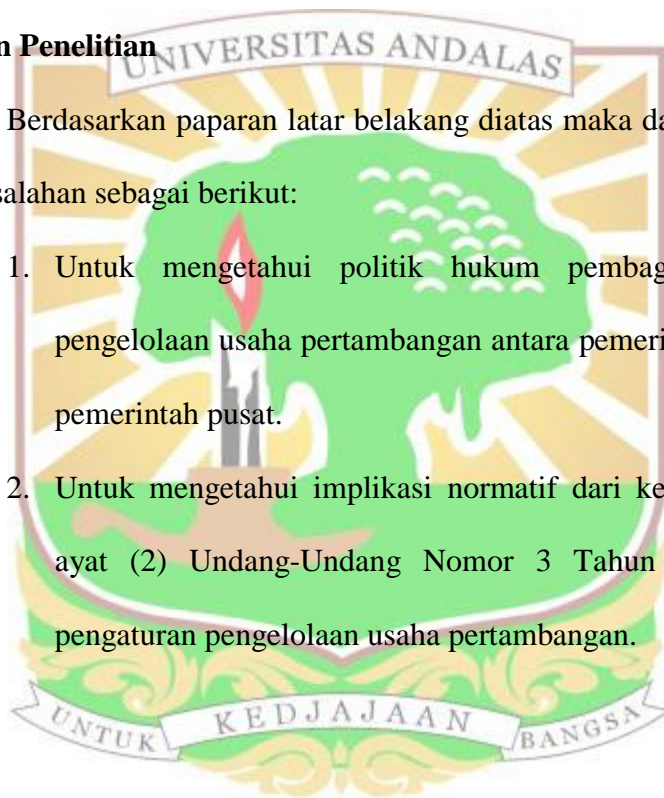 n Penelitian
UNIVERSITAS ANDALAS
Berdasarkan paparan latar belakang diatas maka da
salahan sebagai berikut:
1. Untuk mengetahui politik hukum pembag
pengelolaan usaha pertambangan antara pemeri
pemerintah pusat.
2. Untuk mengetahui implikasi normatif dari ke
ayat (2) Undang-Undang Nomor 3 Tahun
pengaturan pengelolaan usaha pertambangan.
UNTUK KEDJAJAAN BANGSA